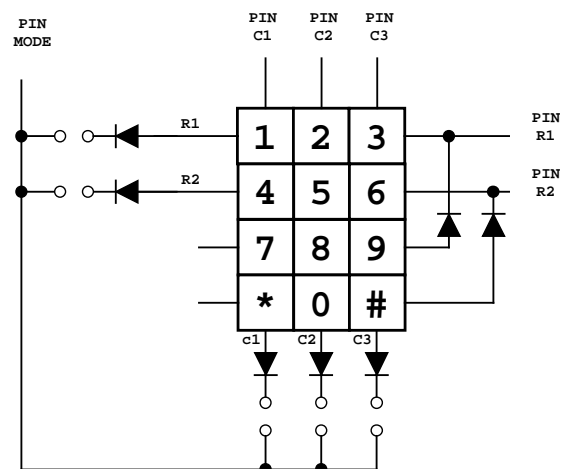 PIN PIN PIN PIN
MODE C1 C2 C3
R1 1 2 3 PIN
R1
R2 4 5 6 PIN
R2
7 8 9
* 0 #
c1 C2 C3